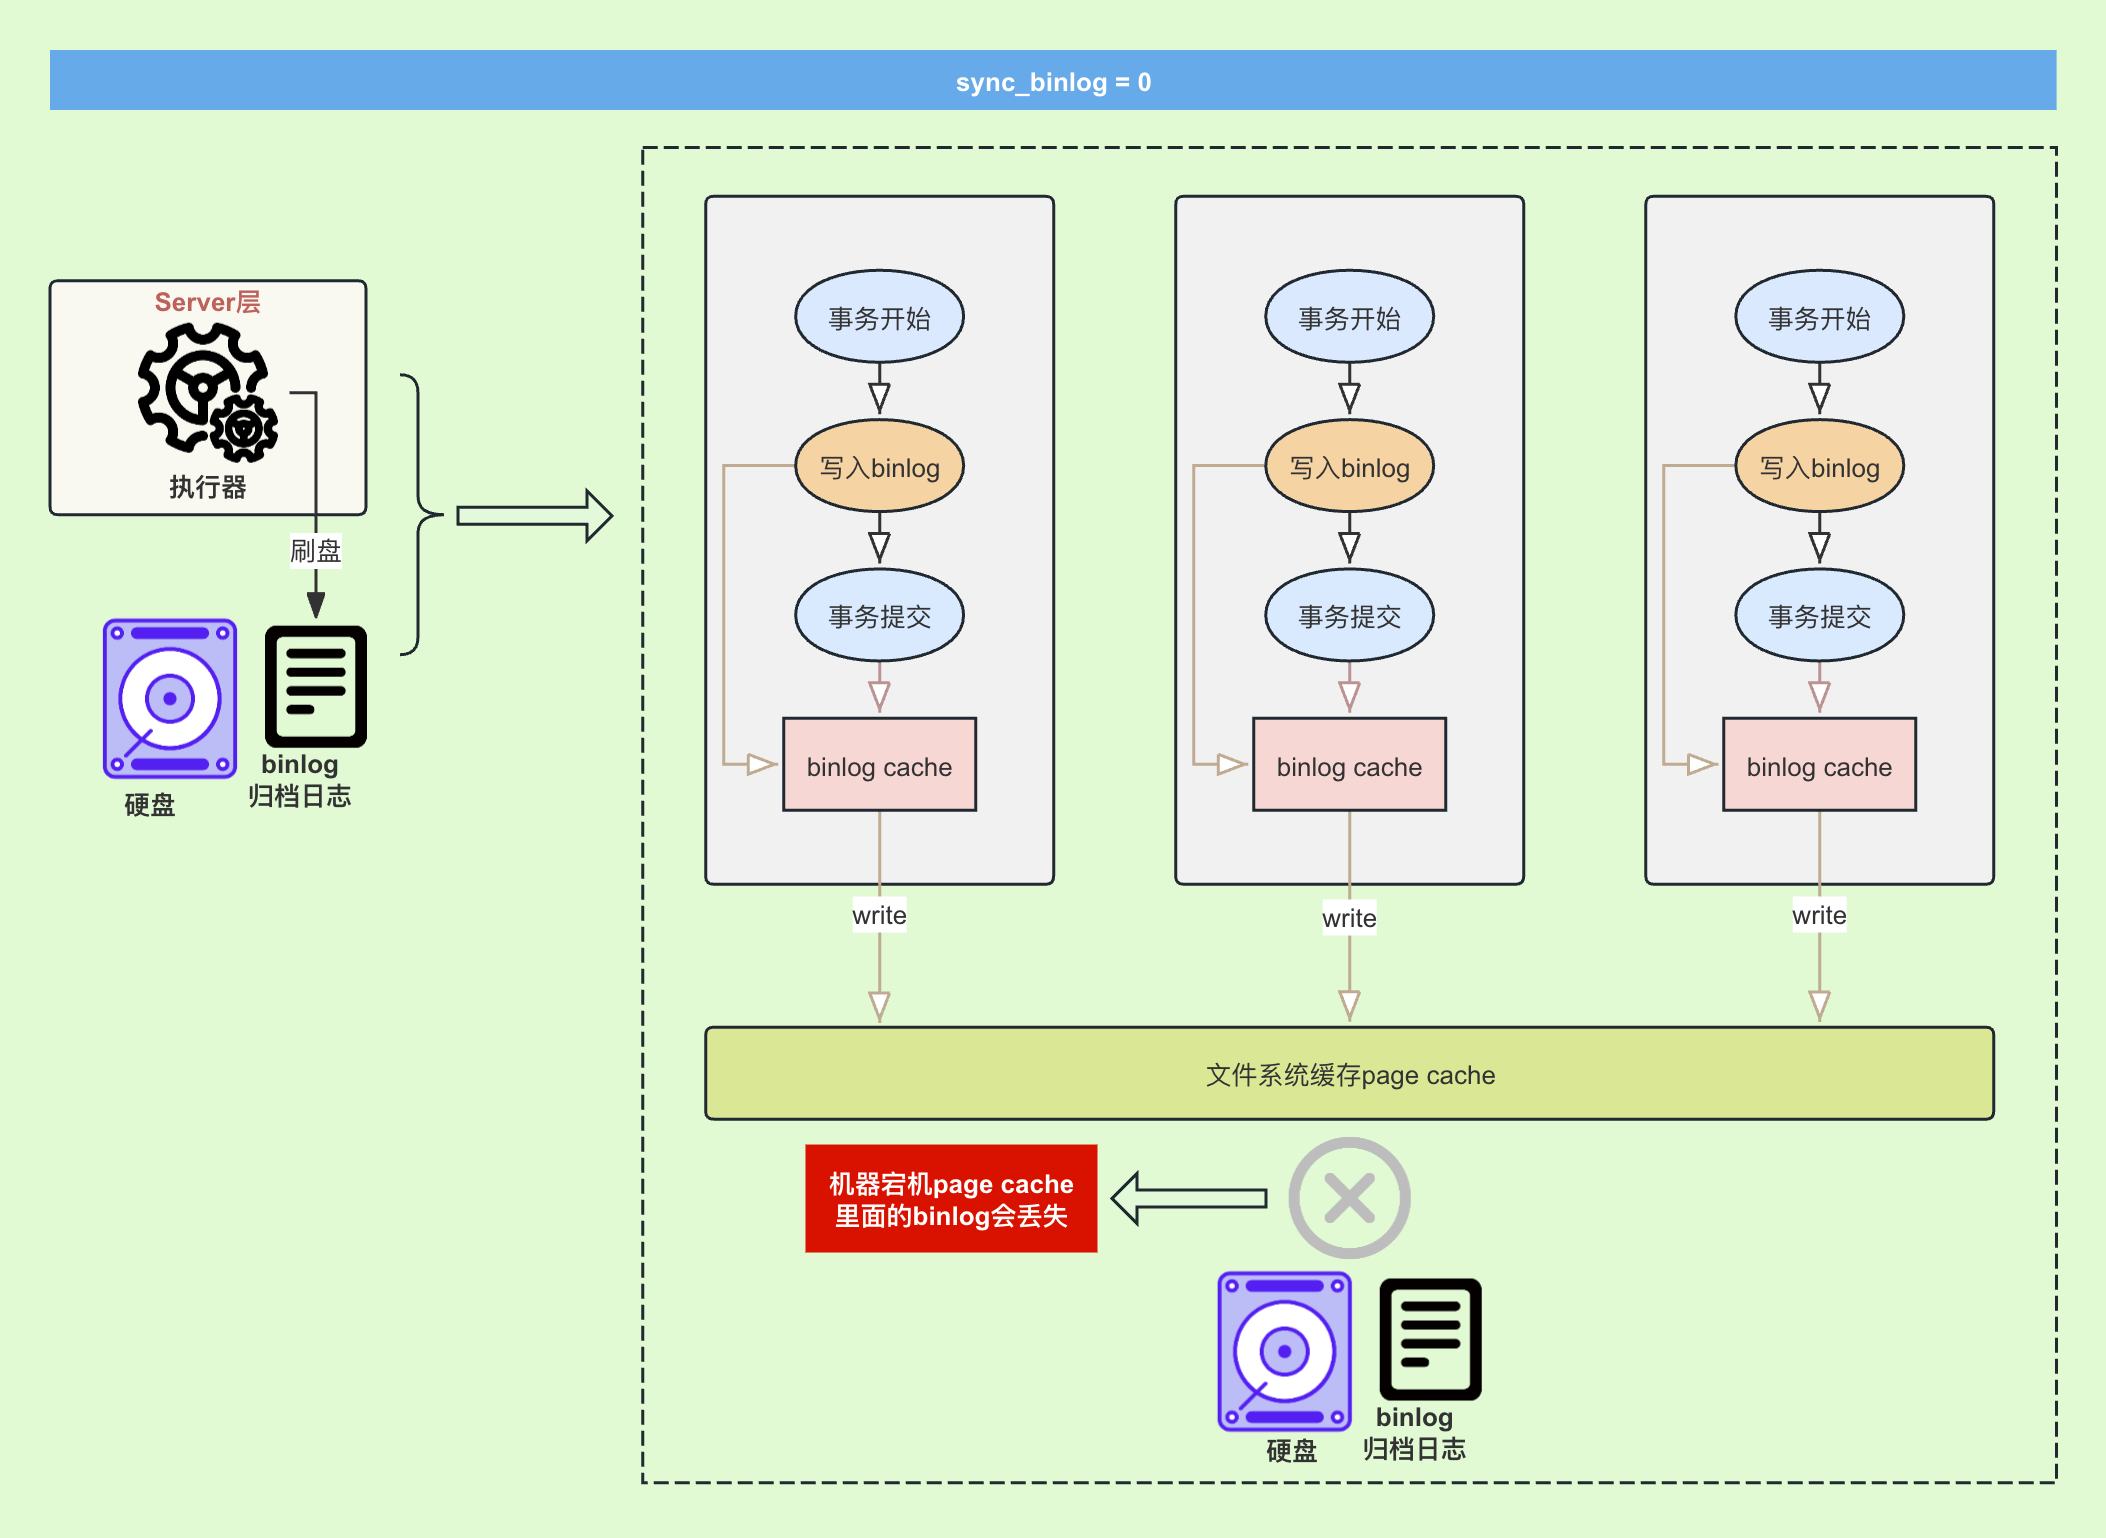 sync_binlog = 0
Server层
执行器
刷盘
硬盘
binlog
归档日志
事务开始
写入binlog
事务提交
binlog cache
write
事务开始
写入binlog
事务提交
binlog cache
write
事务开始
写入binlog
事务提交
binlog cache
write
文件系统缓存page cache
机器宕机page cache
里面的binlog会丢失
硬盘
binlog
归档日志